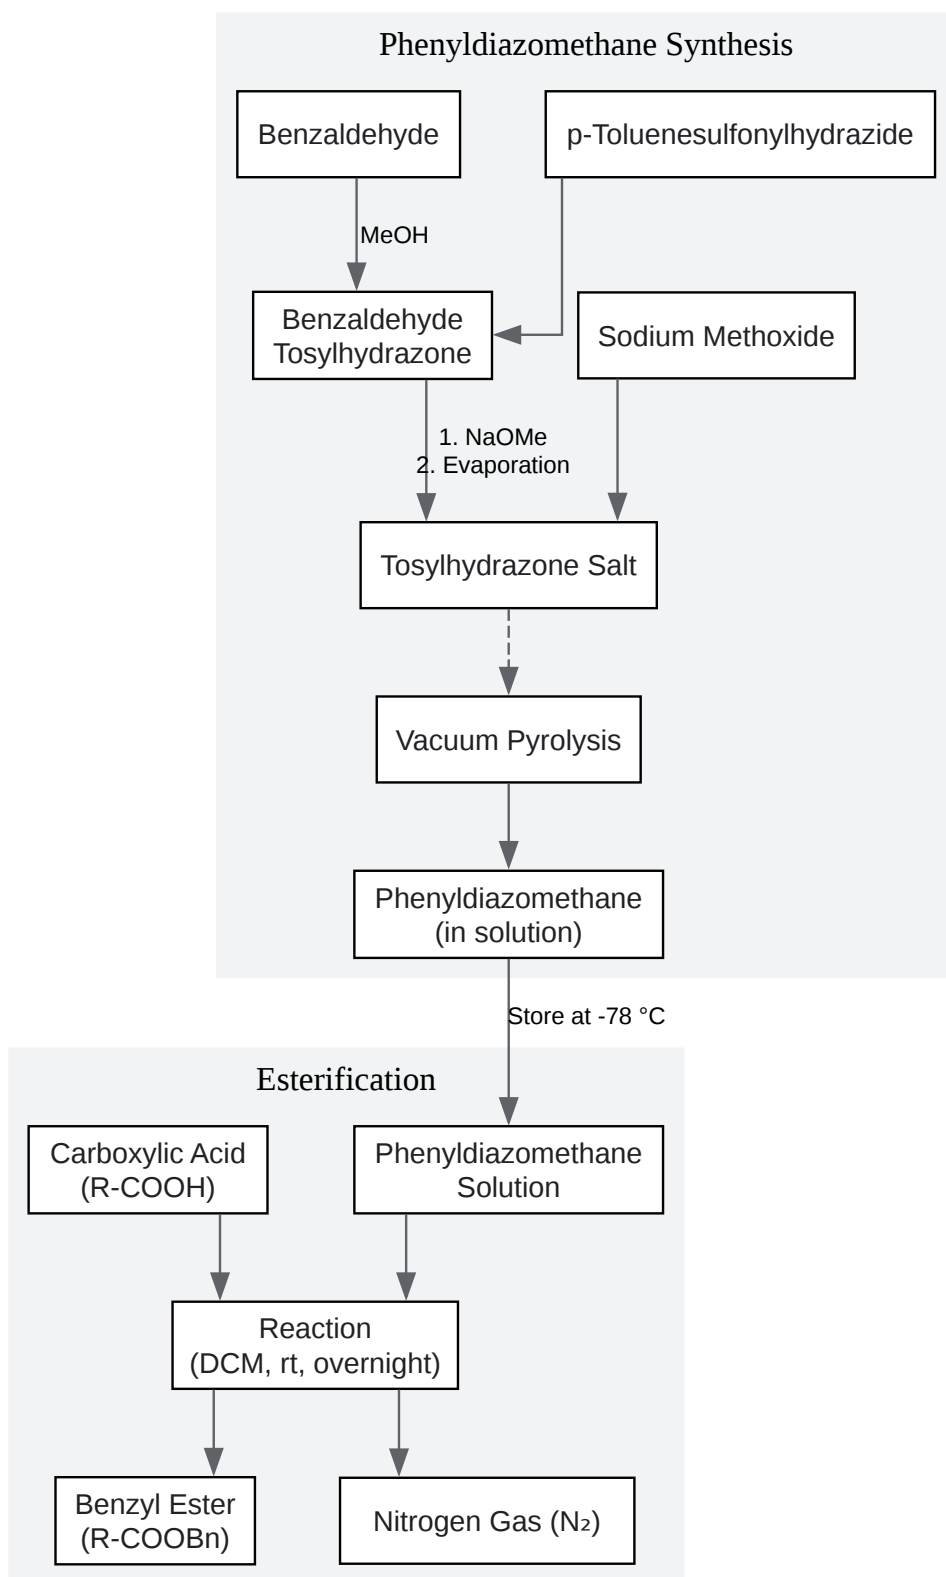 Phenyldiazomethane Synthesis
Benzaldehyde
p-Toluenesulfonylhydrazide
MeOH
Benzaldehyde
Tosylhydrazone
Sodium Methoxide
1. NaOMe
2. Evaporation
Tosylhydrazone Salt
Vacuum Pyrolysis
Phenyldiazomethane
(in solution)
Store at -78 °C
Esterification
Carboxylic Acid
(R-COOH)
Phenyldiazomethane
Solution
Reaction
(DCM, rt, overnight)
Benzyl Ester
(R-COOBn)
Nitrogen Gas (N₂)